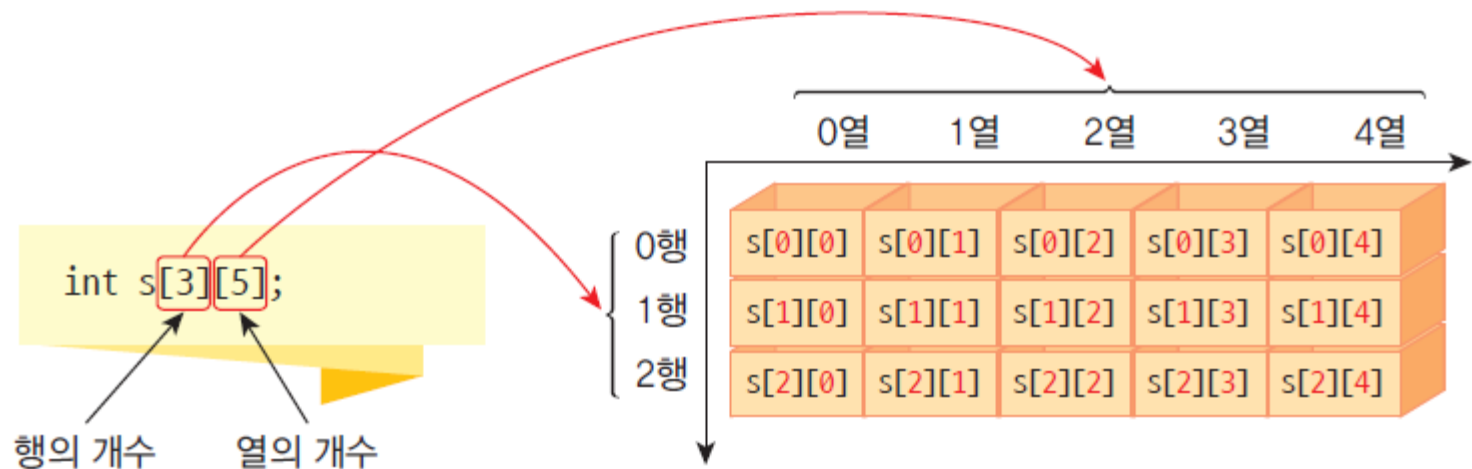 int s[3][5];
행의 개수
열의 개수
0열 1열 2열 3열 4열
0행 s[0][0] s[0][1] s[0][2] s[0][3] s[0][4]
1행 s[1][0] s[1][1] s[1][2] s[1][3] s[1][4]
2행 s[2][0] s[2][1] s[2][2] s[2][3] s[2][4]